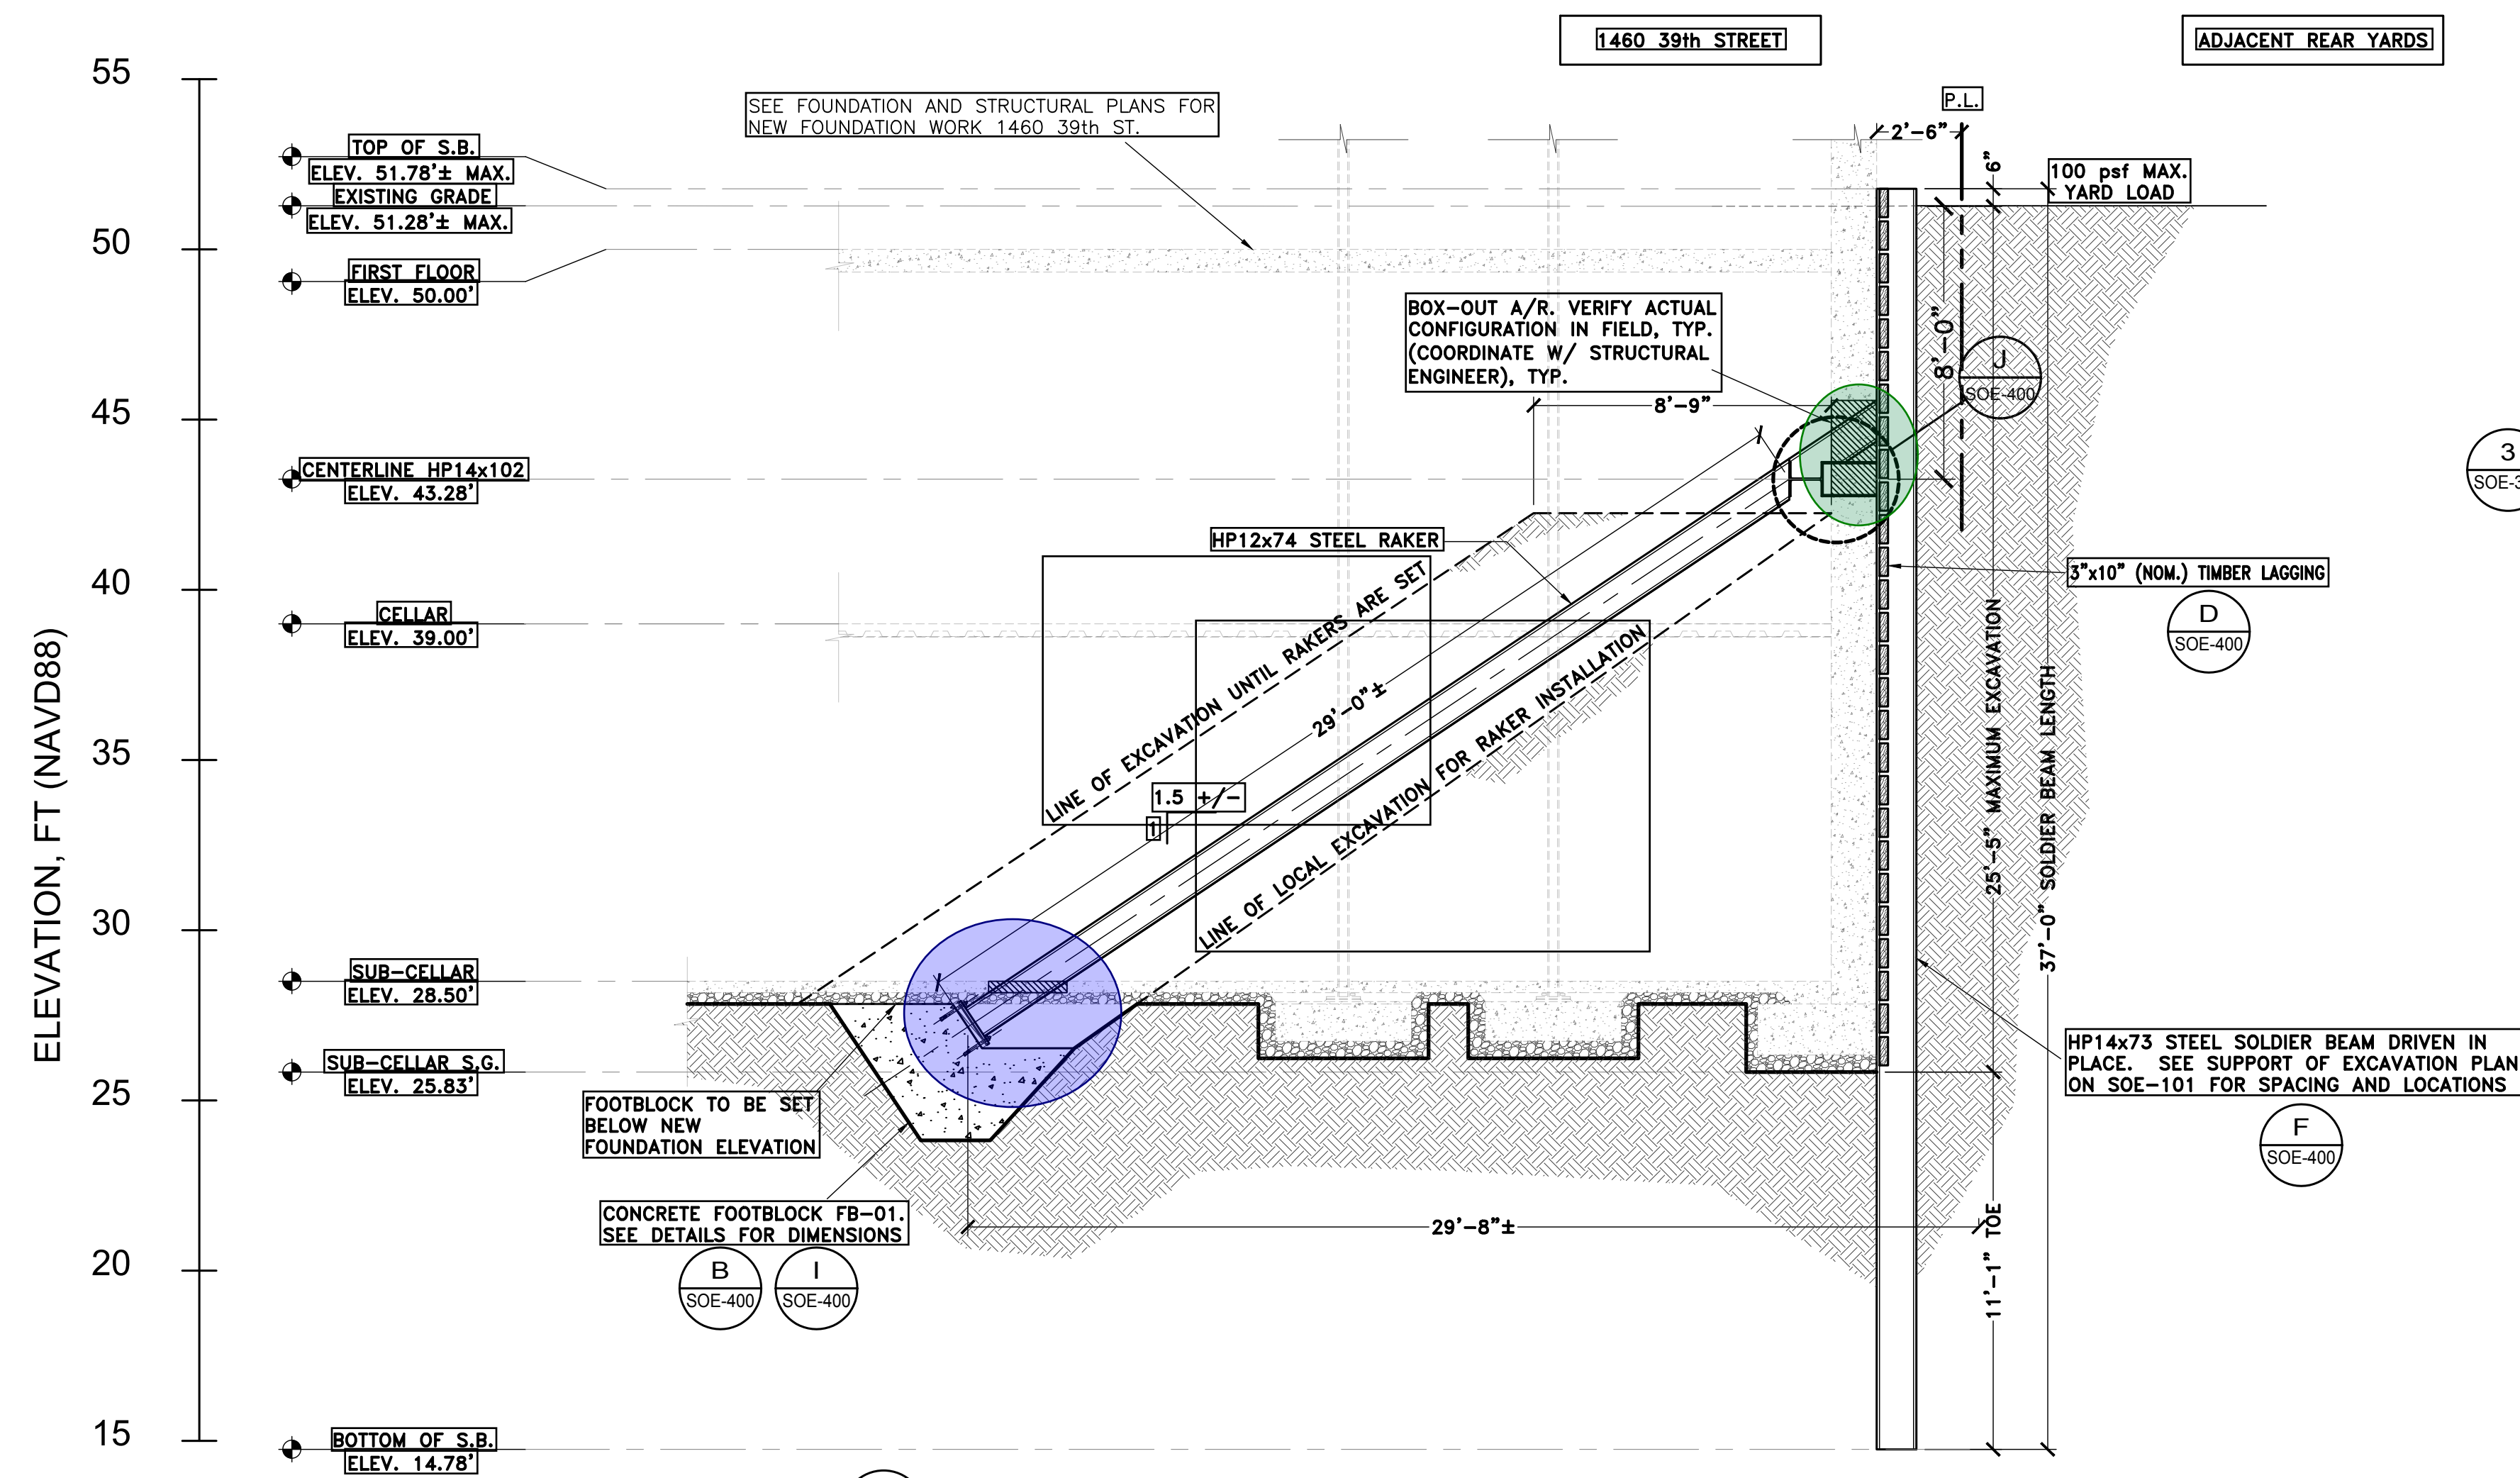 1460 39th STREET
ADJACENT REAR YARDS
55
50
45
40
35
30
25
20
15
ELEVATION, FT (NAVD88)
TOP OF S.B.
ELEV. 51.78'± MAX.
EXISTING GRADE
ELEV. 51.28'± MAX.
FIRST FLOOR
ELEV. 50.00'
CENTERLINE HP14x102
ELEV. 43.28'
CELLAR
ELEV. 39.00'
SUB-CELLAR
ELEV. 28.50'
SUB-CELLAR S.G.
ELEV. 25.83'
BOTTOM OF S.B.
ELEV. 14.78'
SEE FOUNDATION AND STRUCTURAL PLANS FOR
NEW FOUNDATION WORK 1460 39th ST.
P.L.
2'-6"
6"
100 psf MAX.
YARD LOAD
BOX-OUT A/R. VERIFY ACTUAL
CONFIGURATION IN FIELD, TYP.
(COORDINATE W/ STRUCTURAL
ENGINEER), TYP.
8'-9"
8'-0"
J
SOE-400
3
HP12x74 STEEL RAKER
LINE OF EXCAVATION UNTIL RAKERS ARE SET
29'-0"±
LINE OF LOCAL EXCAVATION FOR RAKER INSTALLATION
1.5 +/-
1
3"x10" (NOM.) TIMBER LAGGING
D
SOE-400
25'-5" MAXIMUM EXCAVATION
37'-0" SOLDIER BEAM LENGTH
11'-1" TOE
HP14x73 STEEL SOLDIER BEAM DRIVEN IN
PLACE. SEE SUPPORT OF EXCAVATION PLAN
ON SOE-101 FOR SPACING AND LOCATIONS
F
SOE-400
FOOTBLOCK TO BE SET
BELOW NEW
FOUNDATION ELEVATION
CONCRETE FOOTBLOCK FB-01.
SEE DETAILS FOR DIMENSIONS
B
SOE-400
I
SOE-400
29'-8"±